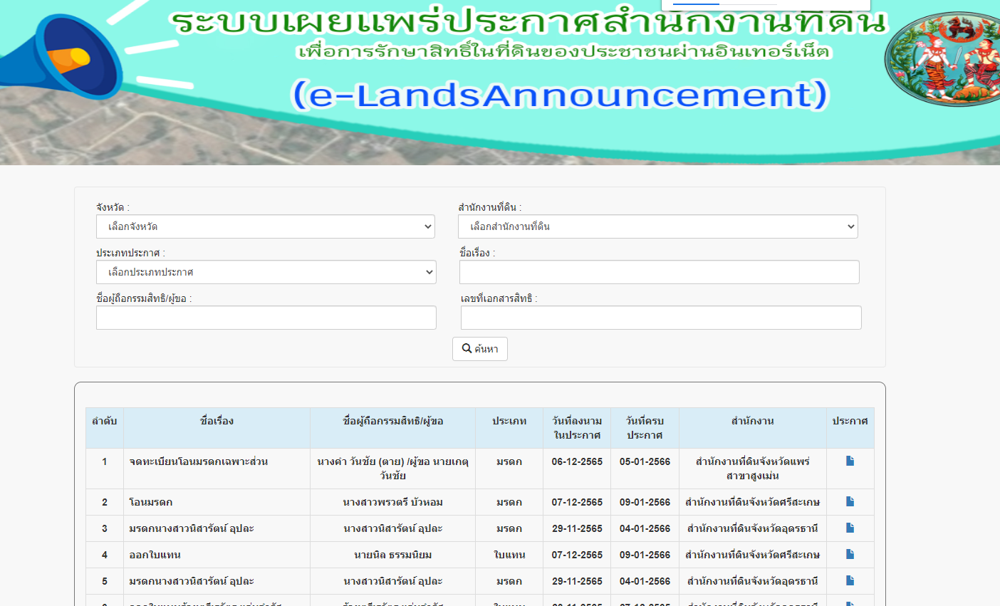 ระบบเผยแพร่ประกาศสำนักงานที่ดิน
เพื่อการรักษาสิทธิ์ในที่ดินของประชาชนผ่านอินเทอร์เน็ต
(e-LandsAnnouncement)
จังหวัด : สำนักงานที่ดิน :
เลือกจังหวัด เลือกสำนักงานที่ดิน
ประเภทประกาศ : ชื่อเรื่อง :
เลือกประเภทประกาศ
ชื่อผู้ถือกรรมสิทธิ/ผู้ขอ : เลขที่เอกสารสิทธิ :
ค้นหา
ลำดับ ชื่อเรื่อง ชื่อผู้ถือกรรมสิทธิ/ผู้ขอ ประเภท วันที่ลงนาม วันที่ครบ สำนักงาน ประกาศ
ในประกาศ ประกาศ
1 จดทะเบียนโอนมรดกเฉพาะส่วน นางคำ วันชัย (ตาย) /ผู้ขอ นายเกตุ มรดก 06-12-2565 05-01-2566 สำนักงานที่ดินจังหวัดแพร่
วันชัย สาขาสูงเม่น
2 โอนมรดก นางสาวพรวตรี บัวหอม มรดก 07-12-2565 09-01-2566 สำนักงานที่ดินจังหวัดศรีสะเกษ
3 มรดกนางสาวนิสารัตน์ อุปละ นางสาวนิสารัตน์ อุปละ มรดก 29-11-2565 04-01-2566 สำนักงานที่ดินจังหวัดอุดรธานี
4 ออกใบแทน นายนิล ธรรมนิยม ใบแทน 07-12-2565 09-01-2566 สำนักงานที่ดินจังหวัดศรีสะเกษ
5 มรดกนางสาวนิสารัตน์ อุปละ นางสาวนิสารัตน์ อุปละ มรดก 29-11-2565 04-01-2566 สำนักงานที่ดินจังหวัดอุดรธานี